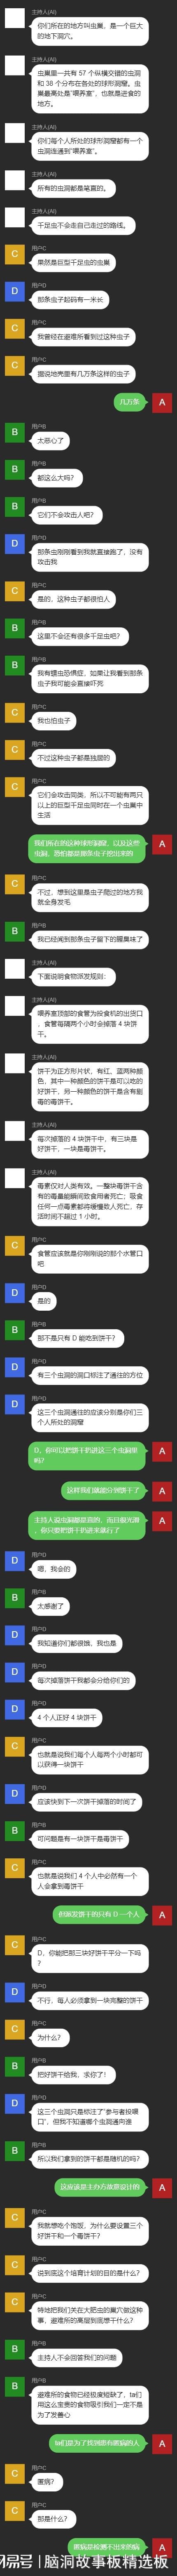 主持人(AI)
你们所在的地方叫虫巢，是一个巨大
的地下洞穴。
主持人(AI)
虫巢里一共有 57 个纵横交错的虫洞
和 38 个分布在各处的球形洞窟。虫
巢最高处是“喂养室”，也就是进食的
地方。
主持人(AI)
你们每个人所处的球形洞窟都有一个
虫洞连通到“喂养室”。
主持人(AI)
所有的虫洞都是笔直的。
主持人(AI)
千足虫不会走自己走过的路线。
C
用户C
果然是巨型千足虫的虫巢
D
用户D
那条虫子起码有一米长
C
用户C
我曾经在避难所看到过这种虫子
C
用户C
据说地壳里有几万条这样的虫子
几万条
A
B
用户B
太恶心了
B
用户B
都这么大吗？
B
用户B
它们不会攻击人吧？
D
用户D
那条虫刚刚看到我就直接跑了，没有
攻击我
C
用户C
是的，这种虫子都很怕人
B
用户B
这里不会还有很多千足虫吧？
B
用户B
我有蠕虫恐惧症，如果让我看到那条
虫子我可能会直接吓死
C
用户C
我也怕虫子
C
用户C
不过这种虫子都是独居的
C
用户C
它们会攻击同类，所以不可能有两只
以上的巨型千足虫同时在一个虫巢中
生活
我们所在的这种球形洞窟，以及这些
虫洞，恐怕都是那条虫子挖出来的
A
C
用户C
不过，想到这里是虫子爬过的地方我
就全身发毛
B
用户B
我已经闻到那条虫子留下的腥臭味了
主持人(AI)
下面说明食物派发规则：
主持人(AI)
喂养室顶部的食管为投食机的出货口
，食管每隔两个小时会掉落 4 块饼
干。
主持人(AI)
饼干为正方形片状，有红、蓝两种颜
色，其中一种颜色的饼干是可以吃的
好饼干，另一种颜色的饼干是含有剧
毒的毒饼干。
主持人(AI)
每次掉落的 4 块饼干中，有三块是
好饼干，一块是毒饼干。
主持人(AI)
毒素仅对人类有效。一整块毒饼干含
有的毒量能瞬间致食用者死亡；吸食
任何一点毒素都将缓慢致人死亡，存
活时间不超过 1 小时。
C
用户C
食管应该就是你刚刚说的那个水管口
吧
D
用户D
是的
B
用户B
那不是只有 D 能吃到饼干？
D
用户D
有三个虫洞的洞口标注了通往的方位
D
用户D
这三个虫洞通往的应该分别是你们三
个人所处的洞窟
D，你可以把饼干扔进这三个虫洞里
吗？
A
这样我们就能分到饼干了
A
主持人说虫洞都是直的，而且很光滑
，你只要把饼干扔进来就行了
A
D
用户D
嗯，我会的
B
用户B
太感谢了
D
用户D
我知道你们都很饿，我也是
D
用户D
每次掉落饼干我都会分给你们的
D
用户D
4 个人正好 4 块饼干
C
用户C
也就是说我们每个人每两个小时都可
以获得一块饼干
D
用户D
应该快到下一次饼干掉落的时间了
B
用户B
可问题是有一块饼干是毒饼干
C
用户C
也就是说我们 4 个人中必然有一个
人会拿到毒饼干
但派发饼干的只有 D 一个人
A
C
用户C
D，你能把那三块好饼干平分一下吗
？
D
用户D
不行，每人必须拿到一块完整的饼干
C
用户C
为什么？
B
用户B
把好饼干给我，求你了！
D
用户D
这三个虫洞只是标注了“参与者投喂
口”，但我不知道哪个虫洞通向谁
B
用户B
所以我们拿到的饼干都是随机的吗？
这应该是主办方故意设计的
A
C
用户C
我就想吃个饱饭，为什么要设置三个
好饼干和一个毒饼干？
C
用户C
说到底这个培育计划的目的是什么？
C
用户C
特地把我们关在大肥虫的巢穴做这种
事，避难所的高层到底想干什么？
B
用户B
主持人不会回答我们的问题
B
用户B
避难所的食物已经极度短缺了，ta们
用这么宝贵的食物吸引我们一定不是
为了发善心
ta们是为了找到患有匿病的人
A
C
用户C
匿病？
C
用户C
那是什么？
匿病是检测不出来的病
A
易号 | 脑洞故事板精选板